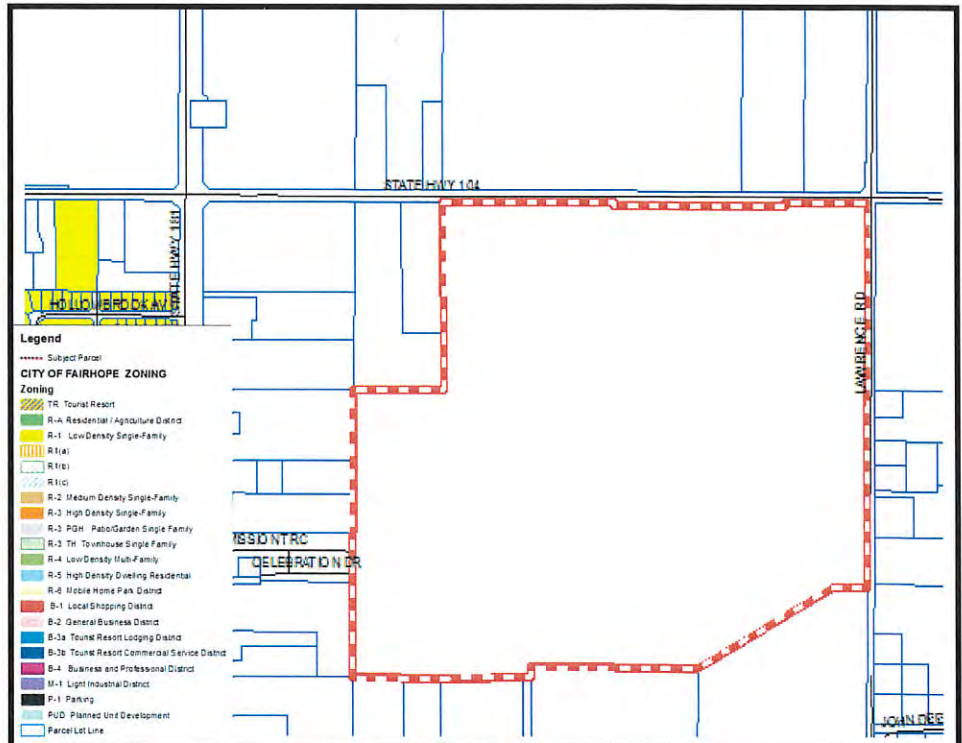 STATE HWY 104
STATE HWY 181
HOLLOWBROOK AV
LAWRENCE RD
MISSION TRC
CELEBRATION DR
JOHN DEE
Legend
Subject Parcel
CITY OF FAIRHOPE ZONING
Zoning
TR Tourist Resort
R-A Residential / Agriculture District
R-1 Low Density Single-Family
R1(a)
R1(b)
R1(c)
R-2 Medium Density Single-Family
R-3 High Density Single-Family
R-3 PGH Patio/Garden Single Family
R-3 TH Townhouse Single Family
R-4 Low Density Multi-Family
R-5 High Density Dwelling Residential
R-6 Mobile Home Park District
B-1 Local Shopping District
B-2 General Business District
B-3a Tourist Resort Lodging District
B-3b Tourist Resort Commercial Service District
B-4 Business and Professional District
M-1 Light Industrial District
P-1 Parking
PUD Planned Unit Development
Parcel Lot Line